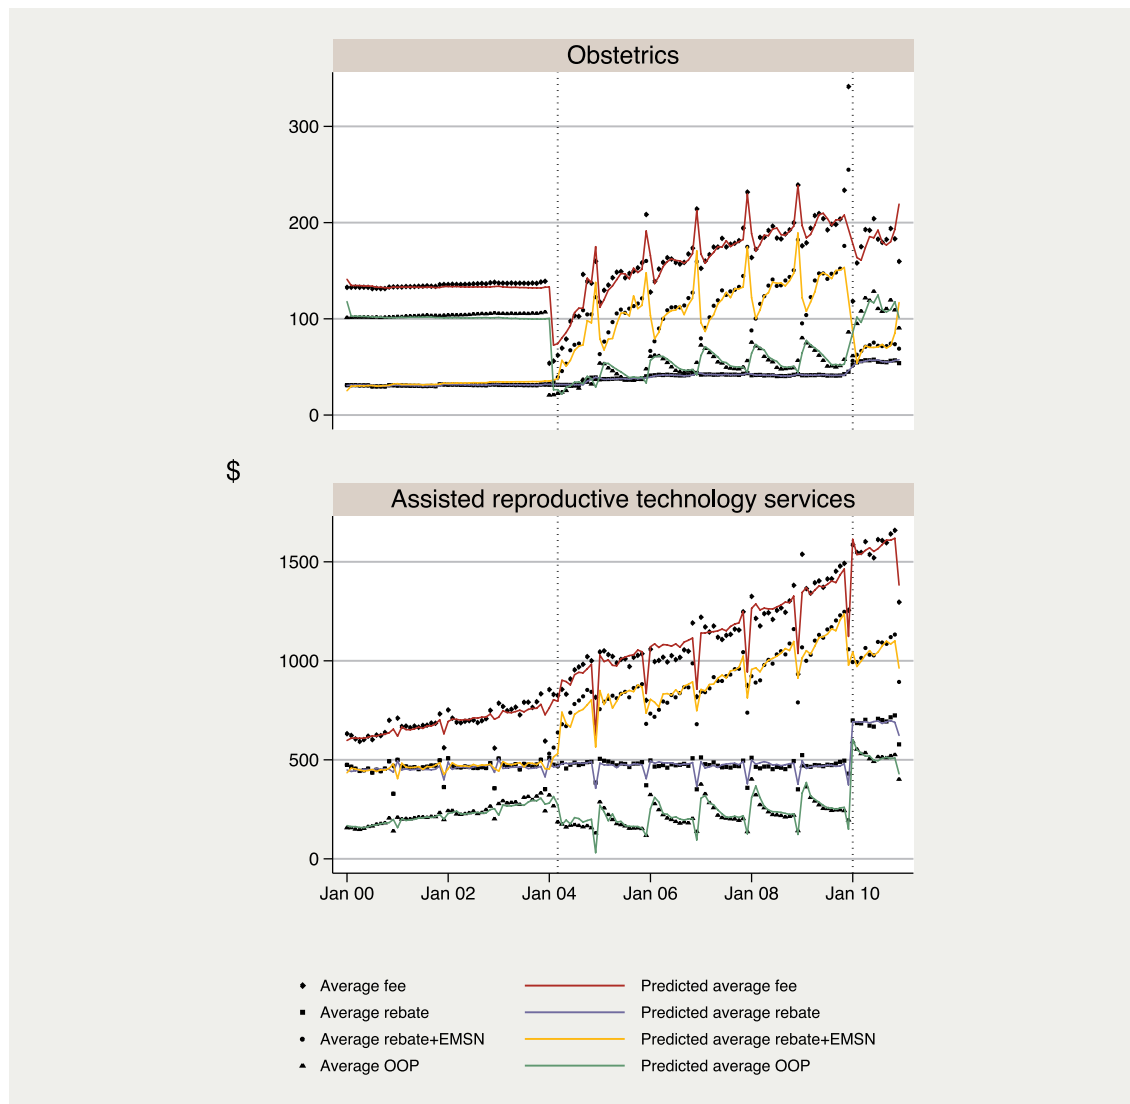 Obstetrics
300
200
100
0
$
Assisted reproductive technology services
1500
1000
500
0
Jan 00 Jan 02 Jan 04 Jan 06 Jan 08 Jan 10
Average fee Predicted average fee
Average rebate Predicted average rebate
Average rebate+EMSN Predicted average rebate+EMSN
Average OOP Predicted average OOP